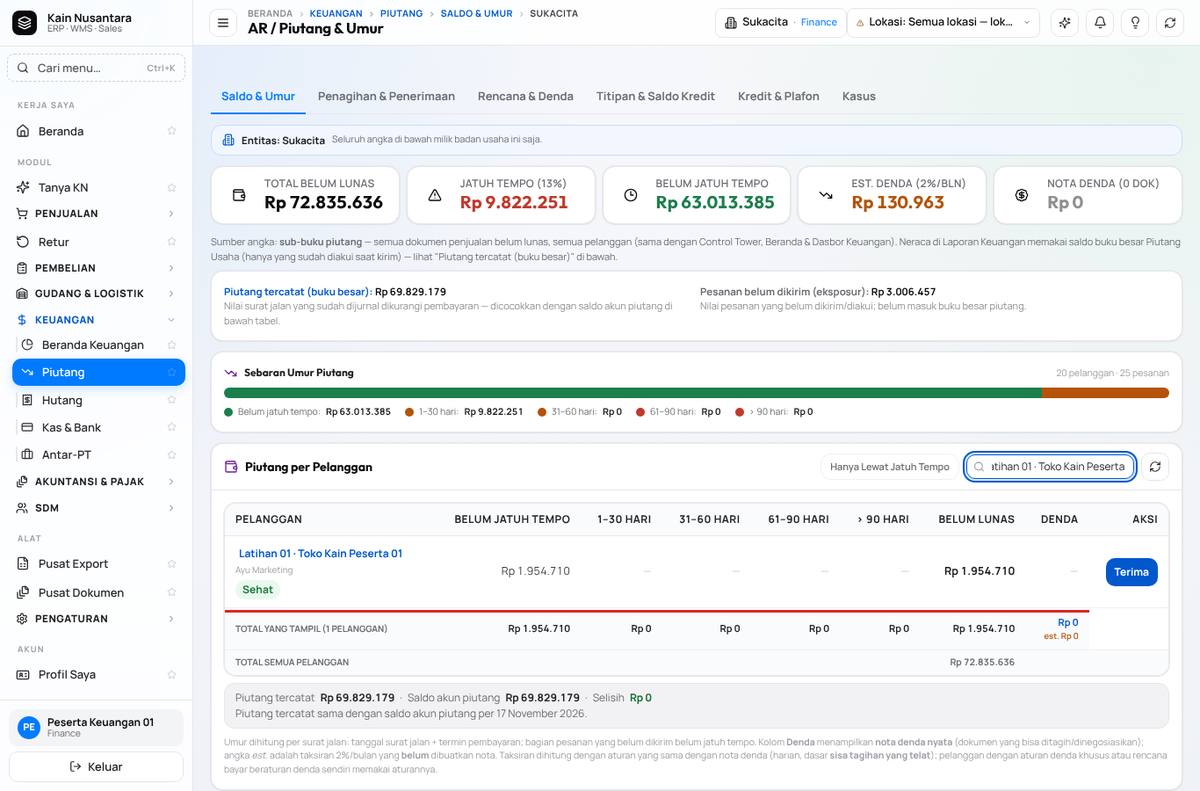 Kain Nusantara
ERP · WMS · Sales
Cari menu...
Ctrl+K
KERJA SAYA
Beranda
MODUL
Tanya KN
PENJUALAN
Retur
PEMBELIAN
GUDANG & LOGISTIK
KEUANGAN
Beranda Keuangan
Piutang
Hutang
Kas & Bank
Antar-PT
AKUNTANSI & PAJAK
SDM
ALAT
Pusat Export
Pusat Dokumen
PENGATURAN
AKUN
Profil Saya
PE
Peserta Keuangan 01
Finance
Keluar
BERANDA › KEUANGAN › PIUTANG › SALDO & UMUR › SUKACITA
AR / Piutang & Umur
Sukacita · Finance
Lokasi: Semua lokasi — lok...
Saldo & Umur
Penagihan & Penerimaan
Rencana & Denda
Titipan & Saldo Kredit
Kredit & Plafon
Kasus
Entitas: Sukacita Seluruh angka di bawah milik badan usaha ini saja.
TOTAL BELUM LUNAS
Rp 72.835.636
JATUH TEMPO (13%)
Rp 9.822.251
BELUM JATUH TEMPO
Rp 63.013.385
EST. DENDA (2%/BLN)
Rp 130.963
NOTA DENDA (0 DOK)
Rp 0
Sumber angka: sub-buku piutang — semua dokumen penjualan belum lunas, semua pelanggan (sama dengan Control Tower, Beranda & Dasbor Keuangan). Neraca di Laporan Keuangan memakai saldo buku besar Piutang
Usaha (hanya yang sudah diakui saat kirim) — lihat "Piutang tercatat (buku besar)" di bawah.
Piutang tercatat (buku besar): Rp 69.829.179
Nilai surat jalan yang sudah dijurnal dikurangi pembayaran — dicocokkan dengan saldo akun piutang di
bawah tabel.
Pesanan belum dikirim (eksposur): Rp 3.006.457
Nilai pesanan yang belum dikirim/diakui; belum masuk buku besar piutang.
Sebaran Umur Piutang
20 pelanggan · 25 pesanan
Belum jatuh tempo: Rp 63.013.385
1–30 hari: Rp 9.822.251
31–60 hari: Rp 0
61–90 hari: Rp 0
> 90 hari: Rp 0
Piutang per Pelanggan
Hanya Lewat Jatuh Tempo
atihan 01 · Toko Kain Peserta
PELANGGAN BELUM JATUH TEMPO 1–30 HARI 31–60 HARI 61–90 HARI > 90 HARI BELUM LUNAS DENDA AKSI
Latihan 01 · Toko Kain Peserta 01
Ayu Marketing
Sehat
Rp 1.954.710 — — — — Rp 1.954.710 — Terima
TOTAL YANG TAMPIL (1 PELANGGAN) Rp 1.954.710 Rp 0 Rp 0 Rp 0 Rp 0 Rp 1.954.710 Rp 0
est. Rp 0
TOTAL SEMUA PELANGGAN Rp 72.835.636
Piutang tercatat Rp 69.829.179 · Saldo akun piutang Rp 69.829.179 · Selisih Rp 0
Piutang tercatat sama dengan saldo akun piutang per 17 November 2026.
Umur dihitung per surat jalan: tanggal surat jalan + termin pembayaran; bagian pesanan yang belum dikirim belum jatuh tempo. Kolom Denda menampilkan nota denda nyata (dokumen yang bisa ditagih/dinegosiasikan);
angka est. adalah taksiran 2%/bulan yang belum dibuatkan nota. Taksiran dihitung dengan aturan yang sama dengan nota denda (harian, dasar sisa tagihan yang telat); pelanggan dengan aturan denda khusus atau rencana
bayar beraturan denda sendiri memakai aturannya.